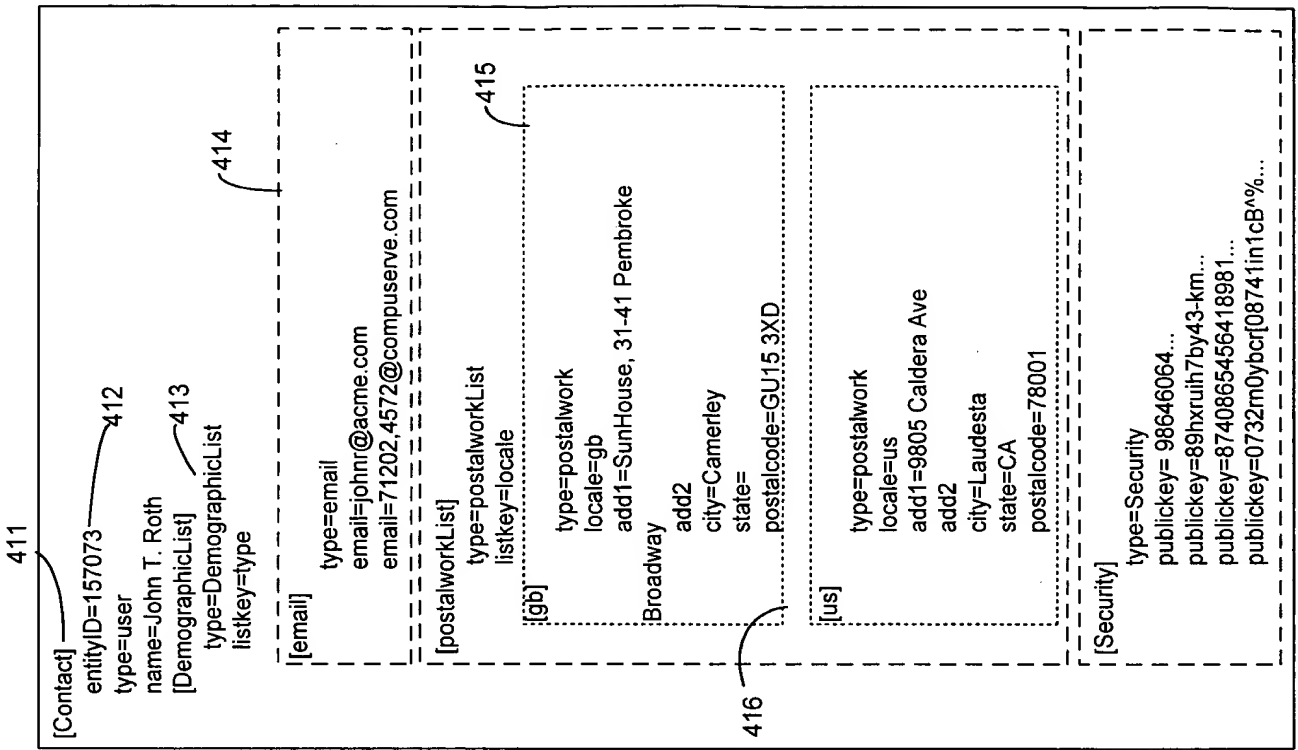 411
[Contact]
entityID=157073
412
type=user
name=John T. Roth
[DemographicList]
413
type=DemographicList
listkey=type
414
[email]
type=email
email=johnr@acme.com
email=71202,4572@compuserve.com
[postalworkList]
type=postalworkList
listkey=locale
415
[gb]
type=postalwork
locale=gb
add1=SunHouse, 31-41 Pembroke
Broadway
add2
city=Camerley
state=
postalcode=GU15 3XD
416
[us]
type=postalwork
locale=us
add1=9805 Caldera Ave
add2
city=Laudesta
state=CA
postalcode=78001
[Security]
type=Security
publickey= 98646064...
publickey=89hxruih7by43-km...
publickey=8740865456418981...
publickey=0732rn0ybcr[08741in1cB^%...